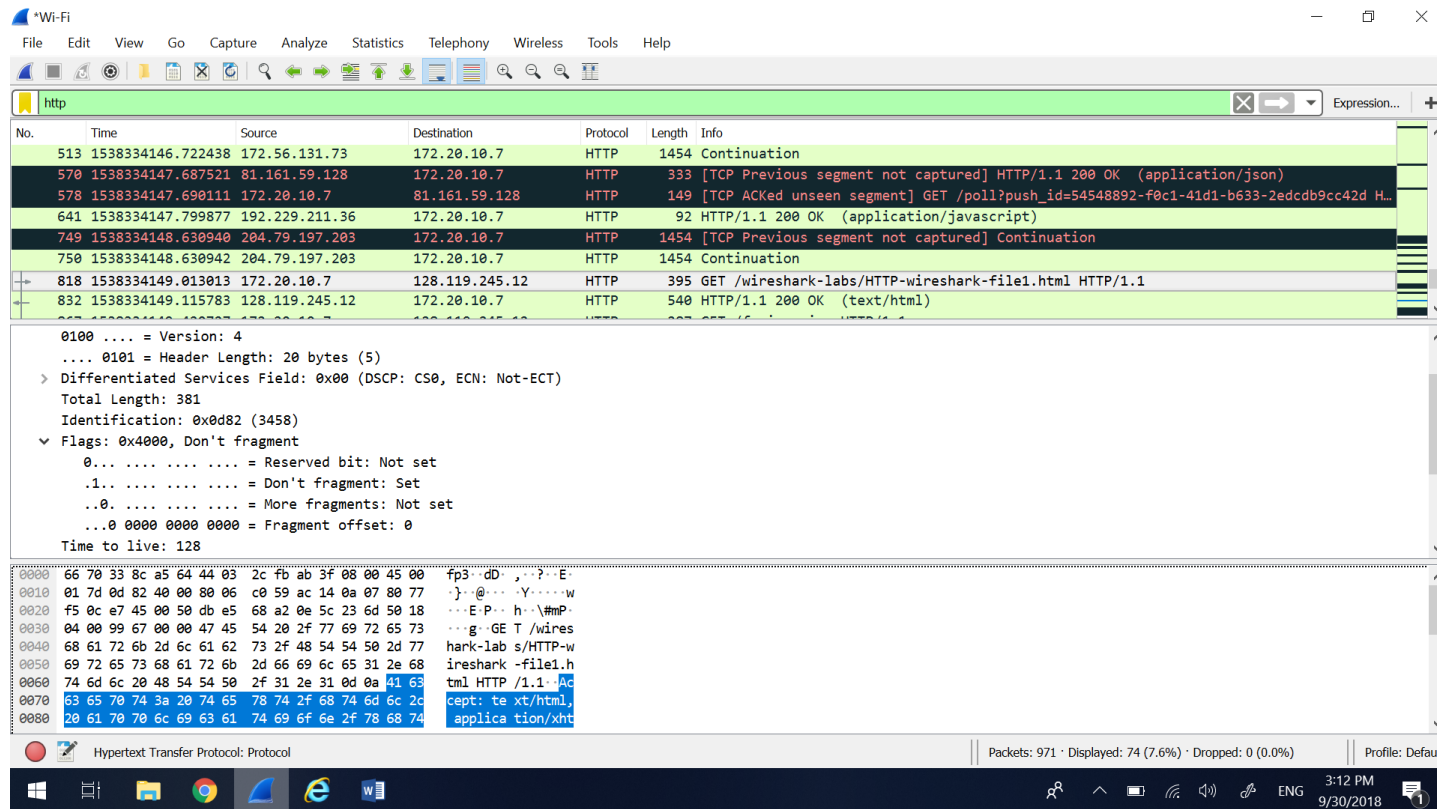 *Wi-Fi
File Edit View Go Capture Analyze Statistics Telephony Wireless Tools Help
http Expression... +
No. Time Source Destination Protocol Length Info
513 1538334146.722438 172.56.131.73 172.20.10.7 HTTP 1454 Continuation
570 1538334147.687521 81.161.59.128 172.20.10.7 HTTP 333 [TCP Previous segment not captured] HTTP/1.1 200 OK (application/json)
578 1538334147.690111 172.20.10.7 81.161.59.128 HTTP 149 [TCP ACKed unseen segment] GET /poll?push_id=54548892-f0c1-41d1-b633-2edcdb9cc42d H…
641 1538334147.799877 192.229.211.36 172.20.10.7 HTTP 92 HTTP/1.1 200 OK (application/javascript)
749 1538334148.630940 204.79.197.203 172.20.10.7 HTTP 1454 [TCP Previous segment not captured] Continuation
750 1538334148.630942 204.79.197.203 172.20.10.7 HTTP 1454 Continuation
818 1538334149.013013 172.20.10.7 128.119.245.12 HTTP 395 GET /wireshark-labs/HTTP-wireshark-file1.html HTTP/1.1
832 1538334149.115783 128.119.245.12 172.20.10.7 HTTP 540 HTTP/1.1 200 OK (text/html)
0100 .... = Version: 4
.... 0101 = Header Length: 20 bytes (5)
Differentiated Services Field: 0x00 (DSCP: CS0, ECN: Not-ECT)
Total Length: 381
Identification: 0x0d82 (3458)
Flags: 0x4000, Don't fragment
0... .... .... .... = Reserved bit: Not set
.1.. .... .... .... = Don't fragment: Set
..0. .... .... .... = More fragments: Not set
...0 0000 0000 0000 = Fragment offset: 0
Time to live: 128
0000 66 70 33 8c a5 64 44 03 2c fb ab 3f 08 00 45 00 fp3··dD· ,··?··E·
0010 01 7d 0d 82 40 00 80 06 c0 59 ac 14 0a 07 80 77 ·}··@··· ·Y·····w
0020 f5 0c e7 45 00 50 db e5 68 a2 0e 5c 23 6d 50 18 ···E·P·· h··\#mP·
0030 04 00 99 67 00 00 47 45 54 20 2f 77 69 72 65 73 ···g··GE T /wires
0040 68 61 72 6b 2d 6c 61 62 73 2f 48 54 54 50 2d 77 hark-lab s/HTTP-w
0050 69 72 65 73 68 61 72 6b 2d 66 69 6c 65 31 2e 68 ireshark -file1.h
0060 74 6d 6c 20 48 54 54 50 2f 31 2e 31 0d 0a 41 63 tml HTTP /1.1··Ac
0070 63 65 70 74 3a 20 74 65 78 74 2f 68 74 6d 6c 2c cept: te xt/html,
0080 20 61 70 70 6c 69 63 61 74 69 6f 6e 2f 78 68 74  applica tion/xht
Hypertext Transfer Protocol: Protocol Packets: 971 · Displayed: 74 (7.6%) · Dropped: 0 (0.0%) Profile: Defau
ENG 3:12 PM
9/30/2018 1